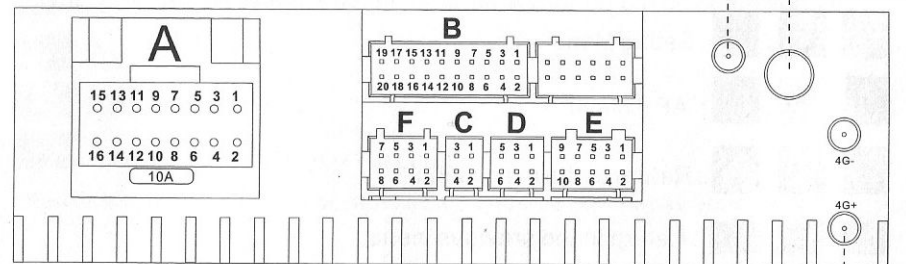 A
15 13 11 9 7 5 3 1
16 14 12 10 8 6 4 2
10A
B
19 17 15 13 11 9 7 5 3 1
20 18 16 14 12 10 8 6 4 2
F
7 5 3 1
8 6 4 2
C
3 1
4 2
D
5 3 1
6 4 2
E
9 7 5 3 1
10 8 6 4 2
4G-
4G+